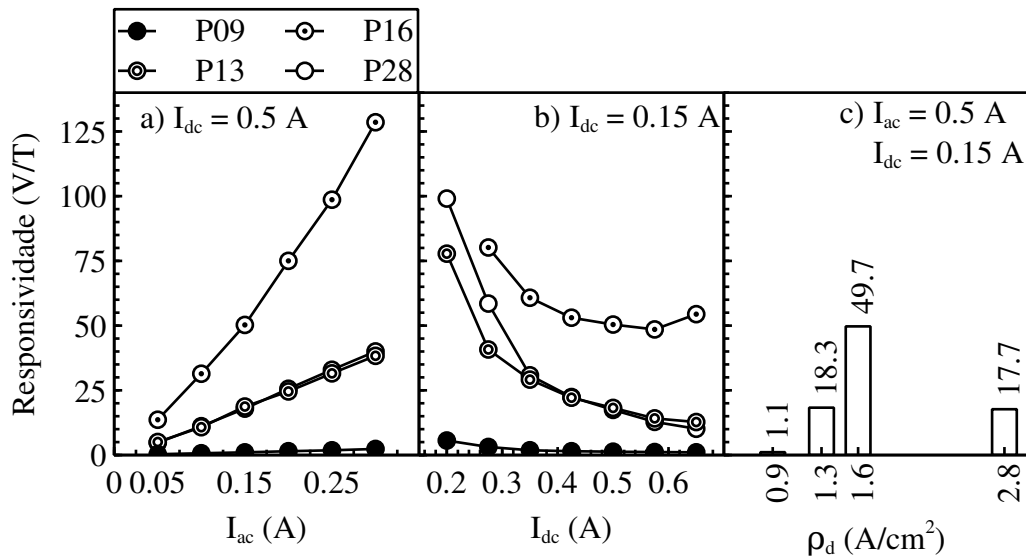 P09
P16
P13
P28
Responsividade (V/T)
a) I_dc = 0.5 A
b) I_dc = 0.15 A
c) I_ac = 0.5 A
I_dc = 0.15 A
125
100
75
50
25
0
1.1
18.3
49.7
17.7
0 0.05 0.15 0.25
0.2 0.3 0.4 0.5 0.6
0.9 1.3 1.6 2.8
I_ac (A)
I_dc (A)
ρ_d (A/cm²)